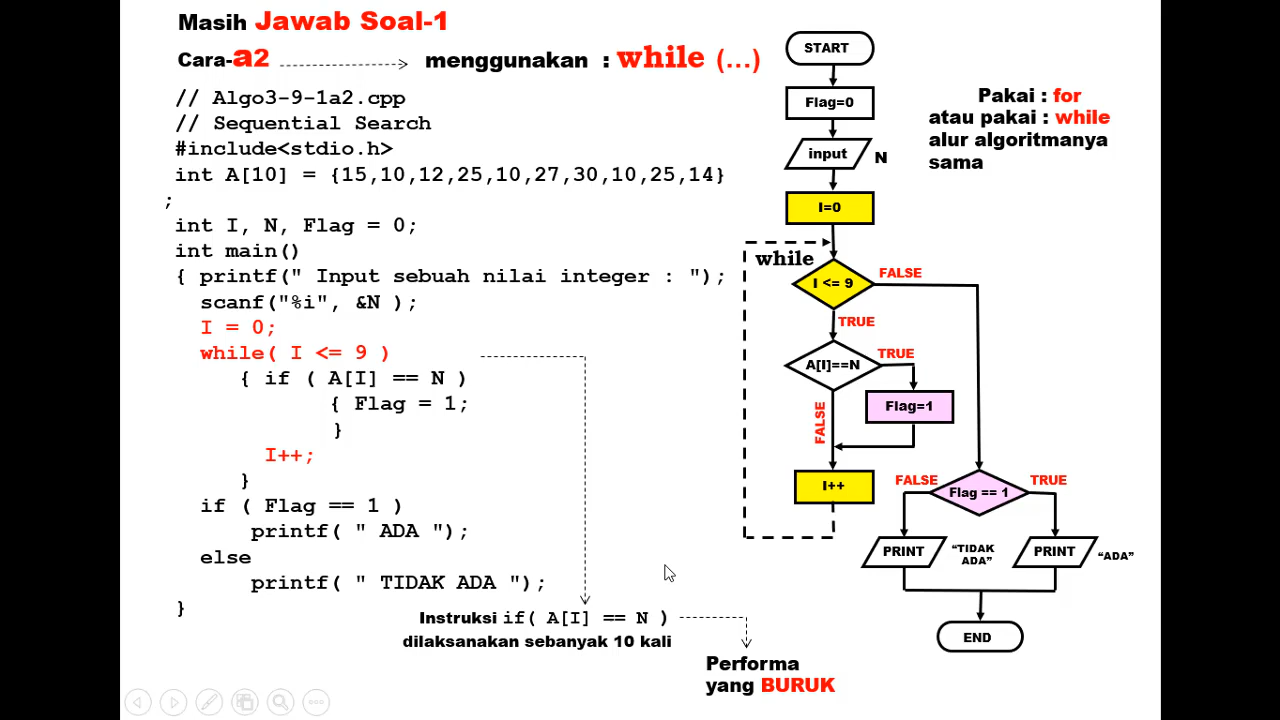 Masih Jawab Soal-1
Cara-a2 menggunakan : while (...)
// Algo3-9-1a2.cpp
// Sequential Search
#include<stdio.h>
int A[10] = {15,10,12,25,10,27,30,10,25,14}
;
int I, N, Flag = 0;
int main()
{ printf(" Input sebuah nilai integer : ");
scanf("%i", &N );
I = 0;
while( I <= 9 )
{ if ( A[I] == N )
{ Flag = 1;
}
I++;
}
if ( Flag == 1 )
printf( " ADA ");
else
printf( " TIDAK ADA ");
}
Instruksi if( A[I] == N )
dilaksanakan sebanyak 10 kali
Performa
yang BURUK
START
Flag=0
input N
I=0
while
I <= 9
FALSE
TRUE
A[I]==N
TRUE
Flag=1
FALSE
I++
Flag == 1
FALSE
TRUE
PRINT
"TIDAK
ADA"
PRINT
"ADA"
END
Pakai : for
atau pakai : while
alur algoritmanya
sama